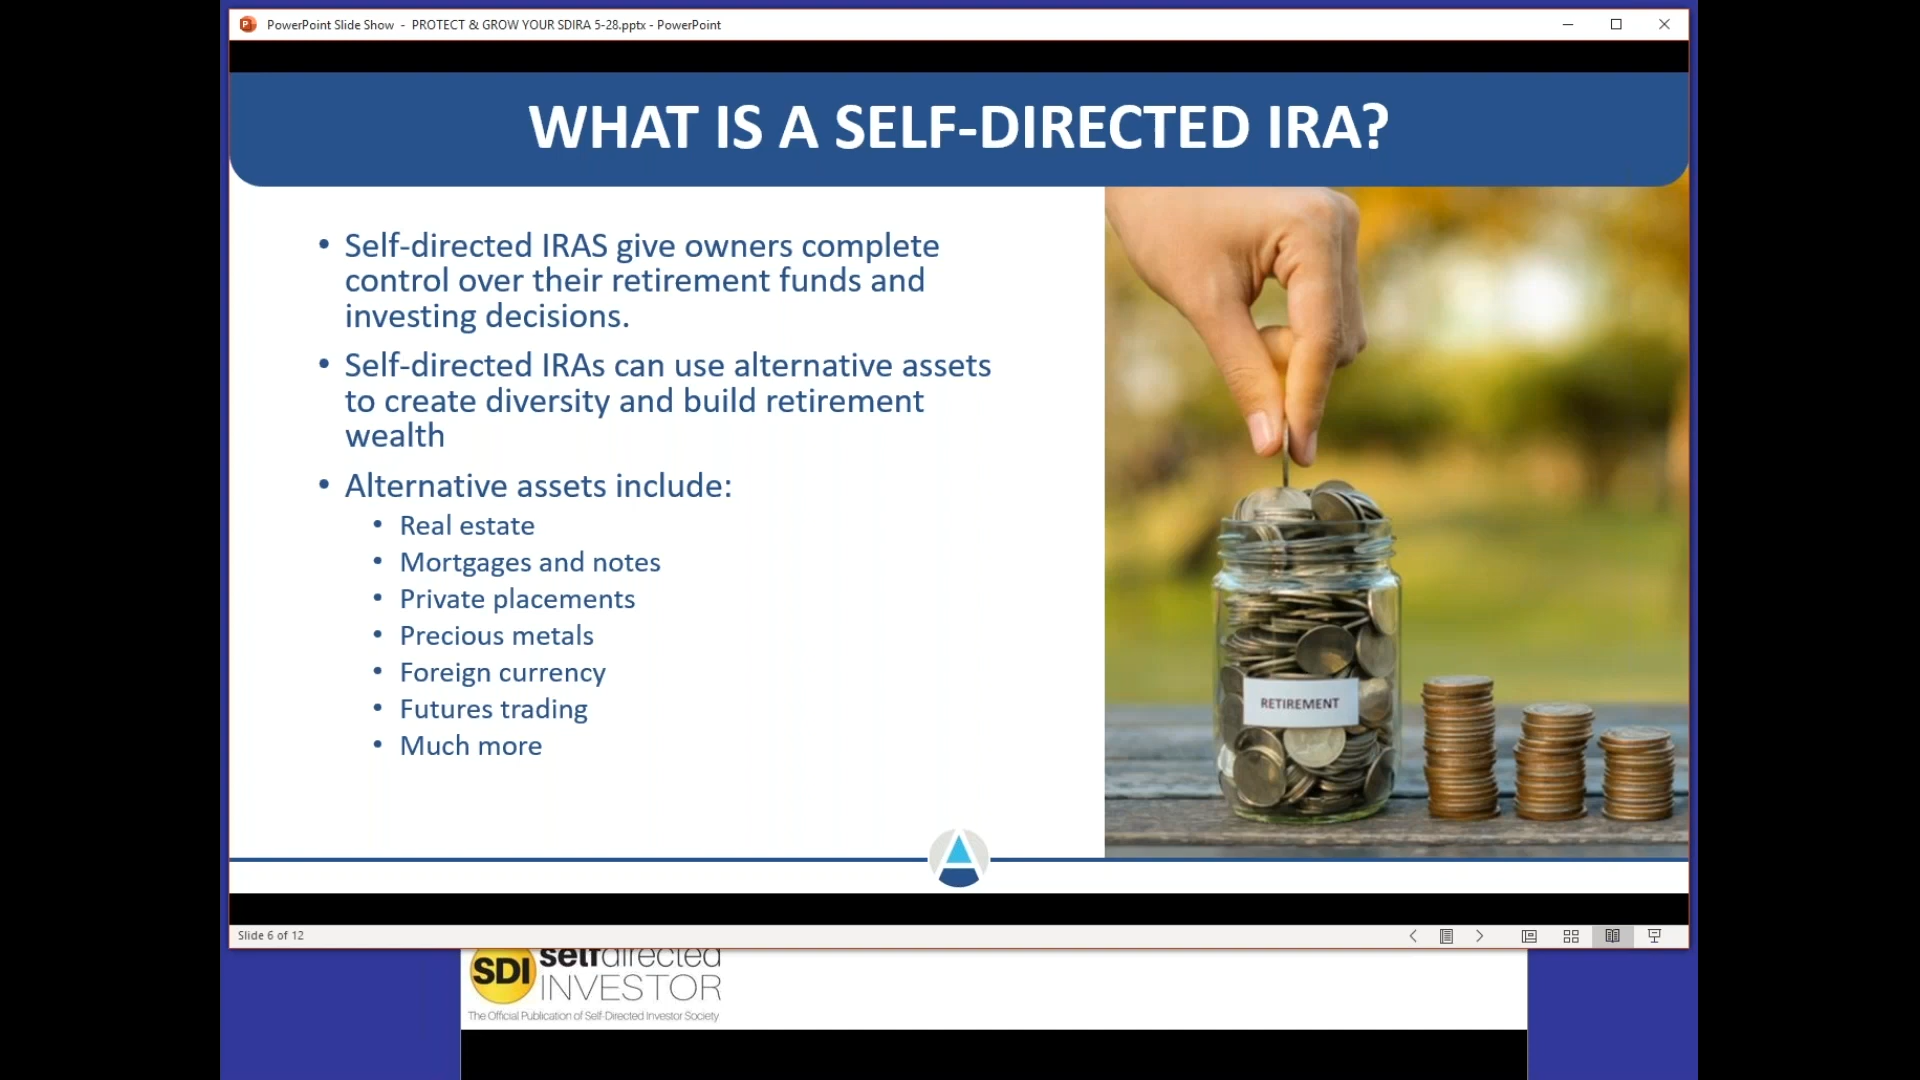 PowerPoint Slide Show - PROTECT & GROW YOUR SDIRA 5-28.pptx - PowerPoint
WHAT IS A SELF-DIRECTED IRA?
• Self-directed IRAS give owners complete
control over their retirement funds and
investing decisions.
• Self-directed IRAs can use alternative assets
to create diversity and build retirement
wealth
• Alternative assets include:
• Real estate
• Mortgages and notes
• Private placements
• Precious metals
• Foreign currency
• Futures trading
• Much more
RETIREMENT
Slide 6 of 12
SDI selfdirected
INVESTOR
The Official Publication of Self-Directed Investor Society